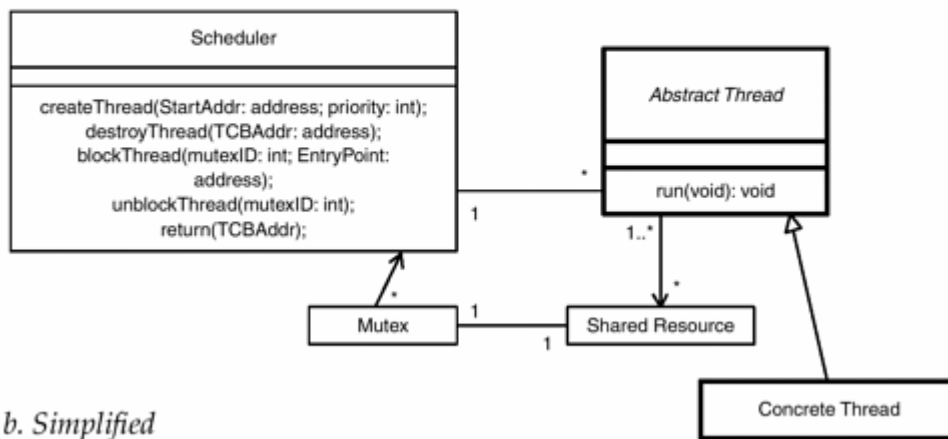 Scheduler
createThread(StartAddr: address; priority: int);
destroyThread(TCBAddr: address);
blockThread(mutexID: int; EntryPoint:
address);
unblockThread(mutexID: int);
return(TCBAddr);
Abstract Thread
run(void): void
*
1
1..*
*
*
Mutex
1
1
Shared Resource
Concrete Thread
b. Simplified